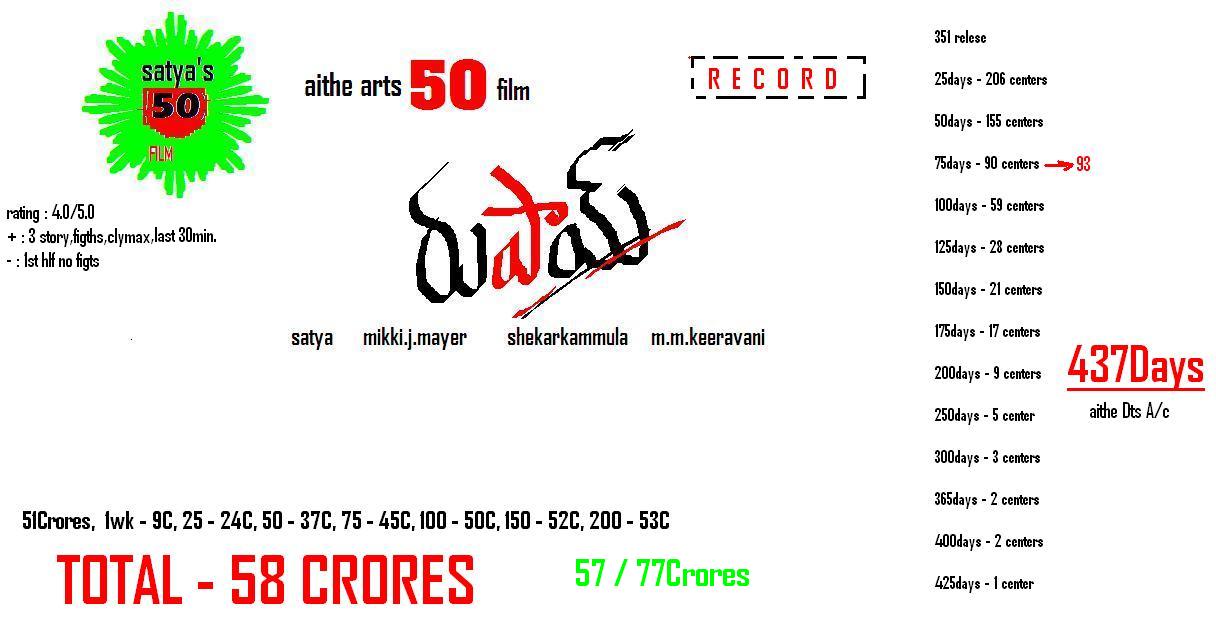 satya's
50
FILM
aithe arts 50 film
RECORD
రుపాయ్
rating : 4.0/5.0
+ : 3 story,figths,clymax,last 30min.
- : 1st hlf no figts
satya mikki.j.mayer shekarkammula m.m.keeravani
351 relese
25days - 206 centers
50days - 155 centers
75days - 90 centers → 93
100days - 59 centers
125days - 28 centers
150days - 21 centers
175days - 17 centers
200days - 9 centers
250days - 5 center
300days - 3 centers
365days - 2 centers
400days - 2 centers
425days - 1 center
437Days
aithe Dts A/c
51Crores, 1wk - 9C, 25 - 24C, 50 - 37C, 75 - 45C, 100 - 50C, 150 - 52C, 200 - 53C
TOTAL - 58 CRORES
57 / 77Crores